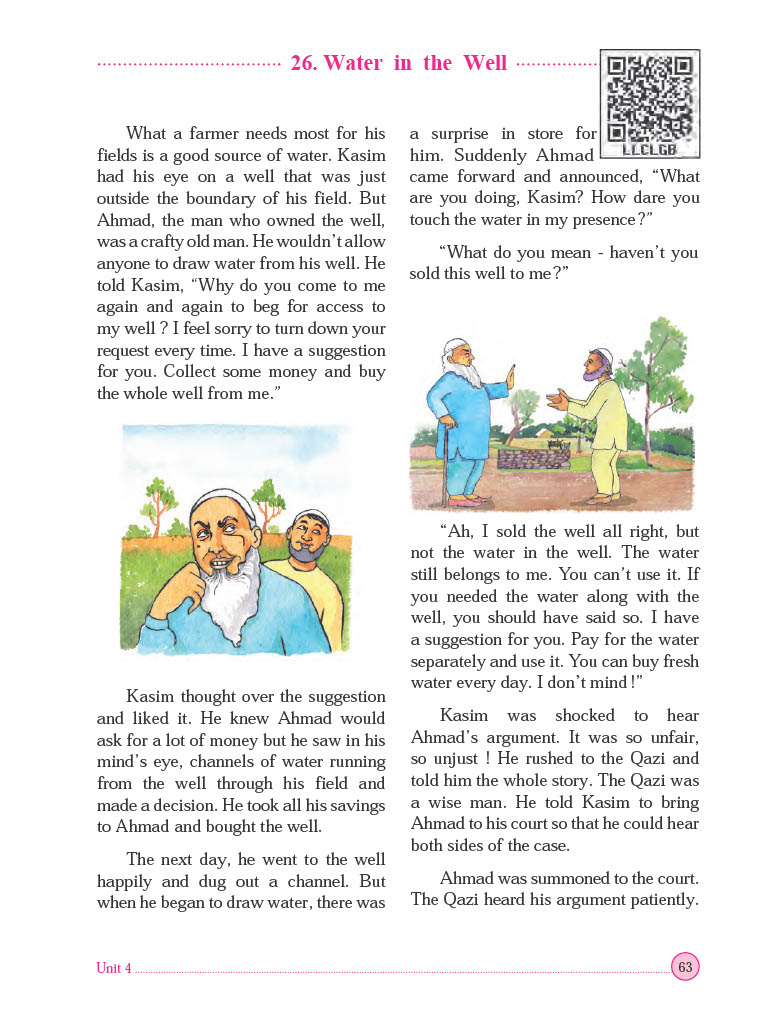 26. Water in the Well
LLCLGB
What a farmer needs most for his
fields is a good source of water. Kasim
had his eye on a well that was just
outside the boundary of his field. But
Ahmad, the man who owned the well,
was a crafty old man. He wouldn't allow
anyone to draw water from his well. He
told Kasim, “Why do you come to me
again and again to beg for access to
my well ? I feel sorry to turn down your
request every time. I have a suggestion
for you. Collect some money and buy
the whole well from me.”
Kasim thought over the suggestion
and liked it. He knew Ahmad would
ask for a lot of money but he saw in his
mind's eye, channels of water running
from the well through his field and
made a decision. He took all his savings
to Ahmad and bought the well.
The next day, he went to the well
happily and dug out a channel. But
when he began to draw water, there was
a surprise in store for
him. Suddenly Ahmad
came forward and announced, “What
are you doing, Kasim? How dare you
touch the water in my presence?”
“What do you mean - haven't you
sold this well to me?”
“Ah, I sold the well all right, but
not the water in the well. The water
still belongs to me. You can't use it. If
you needed the water along with the
well, you should have said so. I have
a suggestion for you. Pay for the water
separately and use it. You can buy fresh
water every day. I don't mind !”
Kasim was shocked to hear
Ahmad's argument. It was so unfair,
so unjust ! He rushed to the Qazi and
told him the whole story. The Qazi was
a wise man. He told Kasim to bring
Ahmad to his court so that he could hear
both sides of the case.
Ahmad was summoned to the court.
The Qazi heard his argument patiently.
Unit 4
63